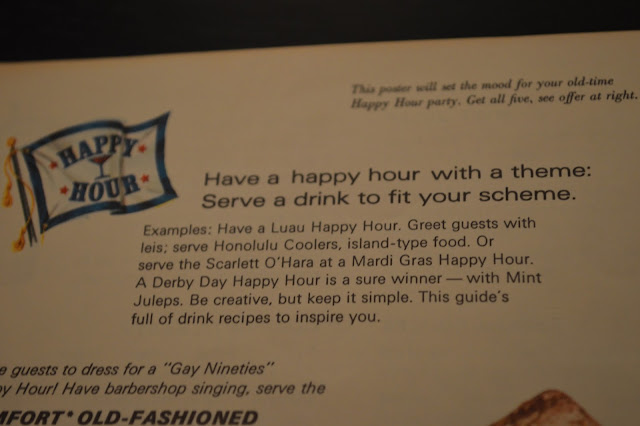 This poster will set the mood for your old-time
Happy Hour party. Get all five, see offer at right.
HAPPY
HOUR
Have a happy hour with a theme:
Serve a drink to fit your scheme.
Examples: Have a Luau Happy Hour. Greet guests with
leis; serve Honolulu Coolers, island-type food. Or
serve the Scarlett O'Hara at a Mardi Gras Happy Hour.
A Derby Day Happy Hour is a sure winner — with Mint
Juleps. Be creative, but keep it simple. This guide's
full of drink recipes to inspire you.
guests to dress for a "Gay Nineties"
Hour! Have barbershop singing, serve the
OLD-FASHIONED